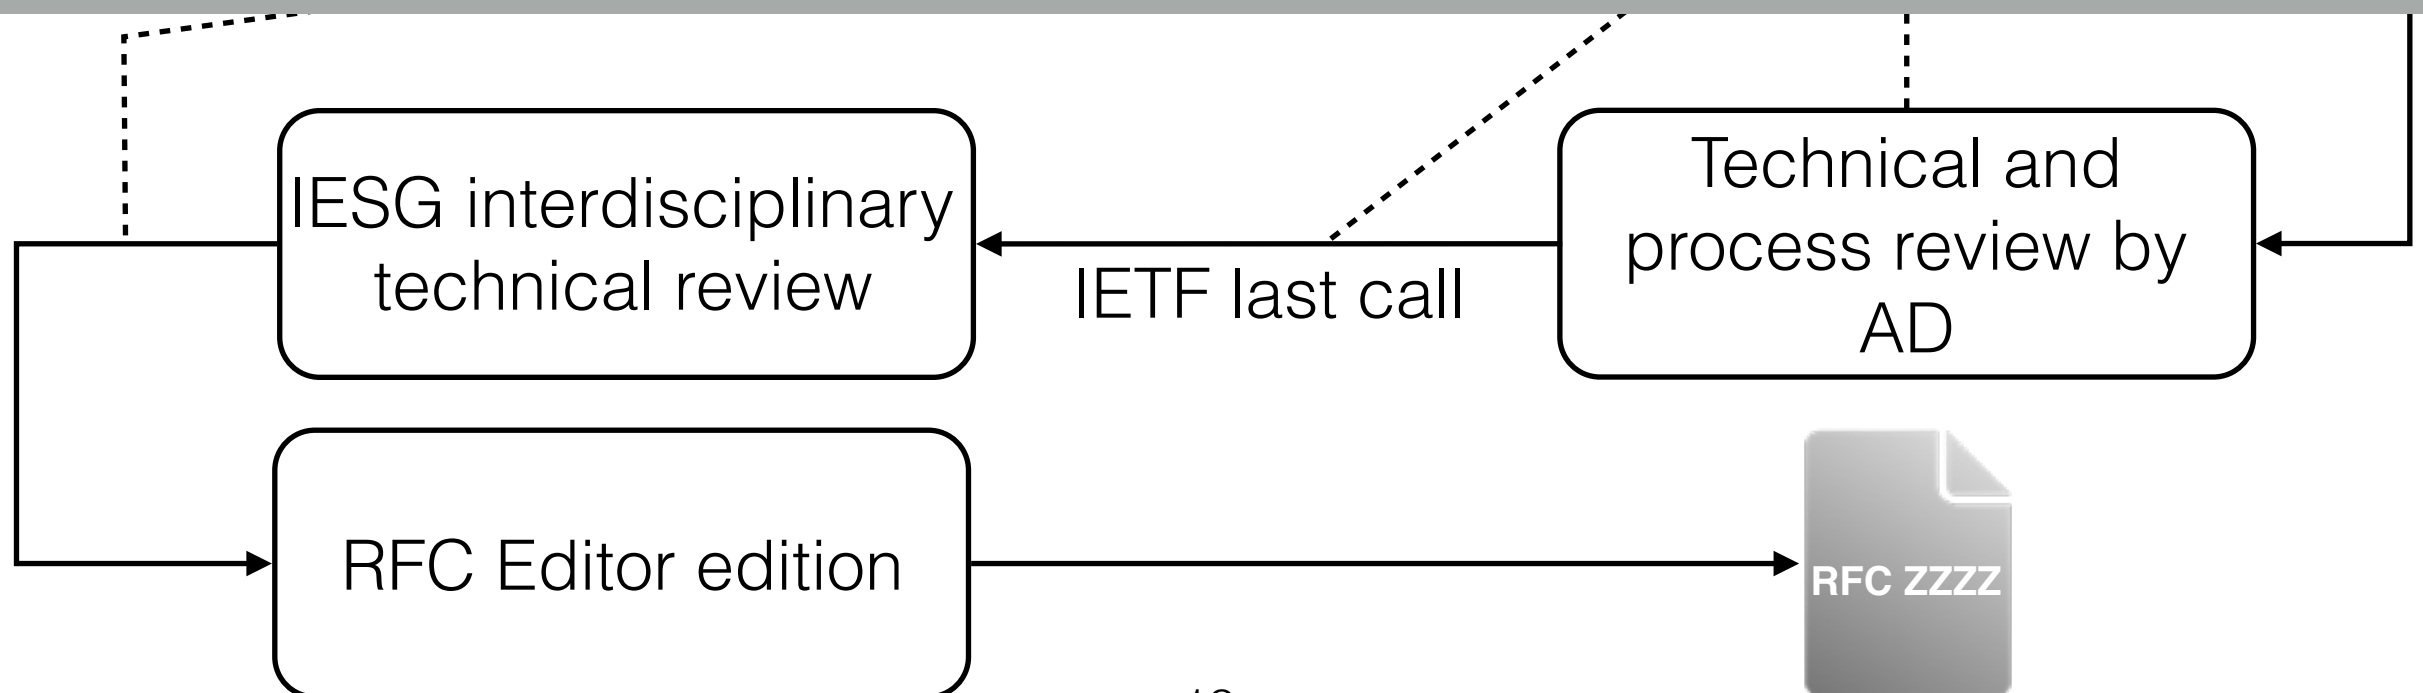 IESG interdisciplinary
technical review
IETF last call
Technical and
process review by
AD
RFC Editor edition
RFC ZZZZ